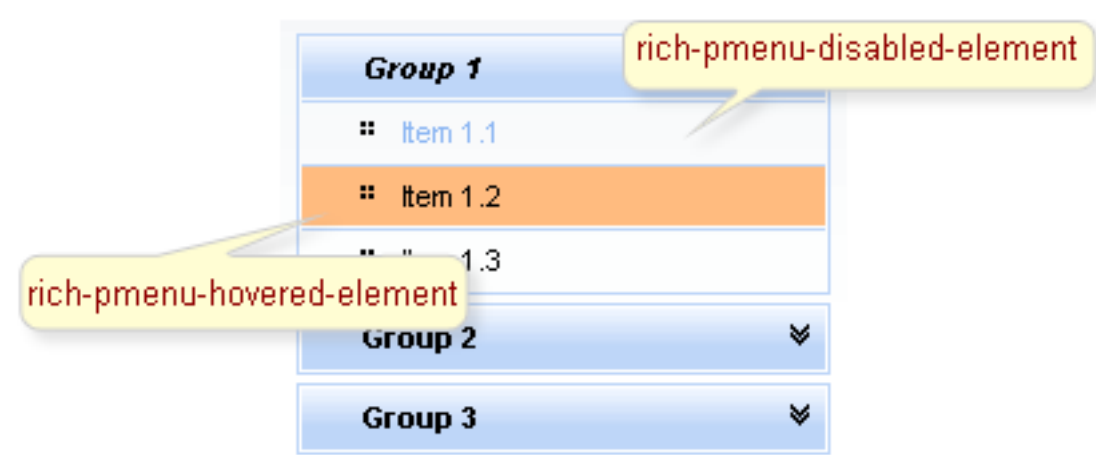 Group 1
rich-pmenu-disabled-element
Item 1.1
Item 1.2
1.3
rich-pmenu-hovered-element
Group 2
Group 3